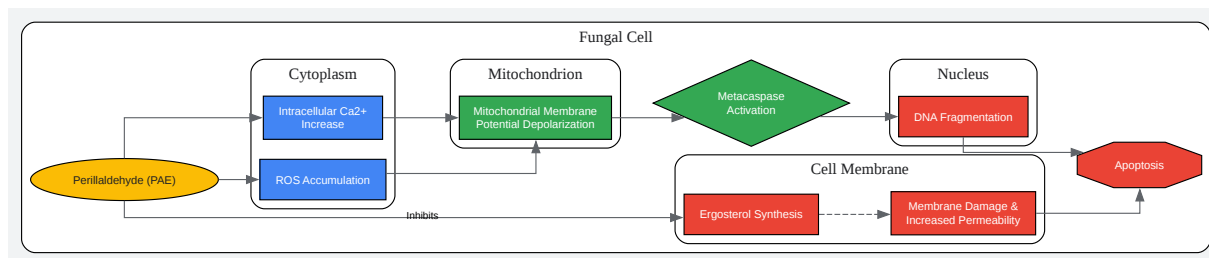 Fungal Cell
Cytoplasm
Mitochondrion
Nucleus
Intracellular Ca2+
Increase
Mitochondrial Membrane
Potential Depolarization
Metacaspase
Activation
DNA Fragmentation
Perillaldehyde (PAE)
ROS Accumulation
Cell Membrane
Apoptosis
Inhibits
Ergosterol Synthesis
Membrane Damage &
Increased Permeability